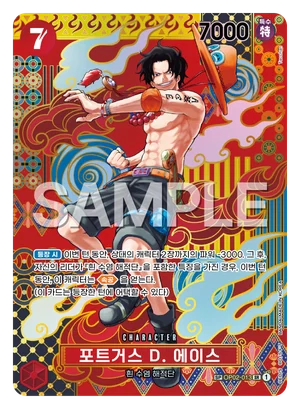 7
7000
특수
特
SAMPLE
등장 시 이번 턴 동안, 상대의 캐릭터 2장까지의 파워 -3000. 그 후,
자신의 리더가 「흰 수염 해적단」을 포함한 특징을 가진 경우, 이번 턴
동안, 이 캐릭터는 속공 을 얻는다.
(이 카드는 등장한 턴에 어택할 수 있다)
CHARACTER
포트거스 D. 에이스
흰 수염 해적단
SP OP02-013 SR
1